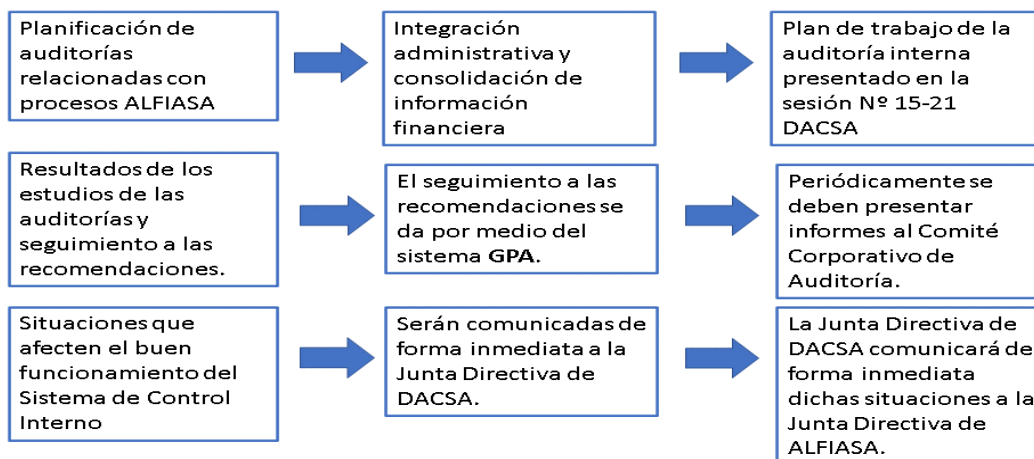 Planificación de
auditorías
relacionadas con
procesos ALFIASA
Integración
administrativa y
consolidación de
información
financiera
Plan de trabajo de la
auditoría interna
presentado en la
sesión Nº 15-21
DACSA
Resultados de los
estudios de las
auditorías y
seguimiento a las
recomendaciones.
El seguimiento a las
recomendaciones se
da por medio del
sistema GPA.
Periódicamente se
deben presentar
informes al Comité
Corporativo de
Auditoría.
Situaciones que
afecten el buen
funcionamiento del
Sistema de Control
Interno
Serán comunicadas de
forma inmediata a la
Junta Directiva de
DACSA.
La Junta Directiva de
DACSA comunicará de
forma inmediata
dichas situaciones a la
Junta Directiva de
ALFIASA.